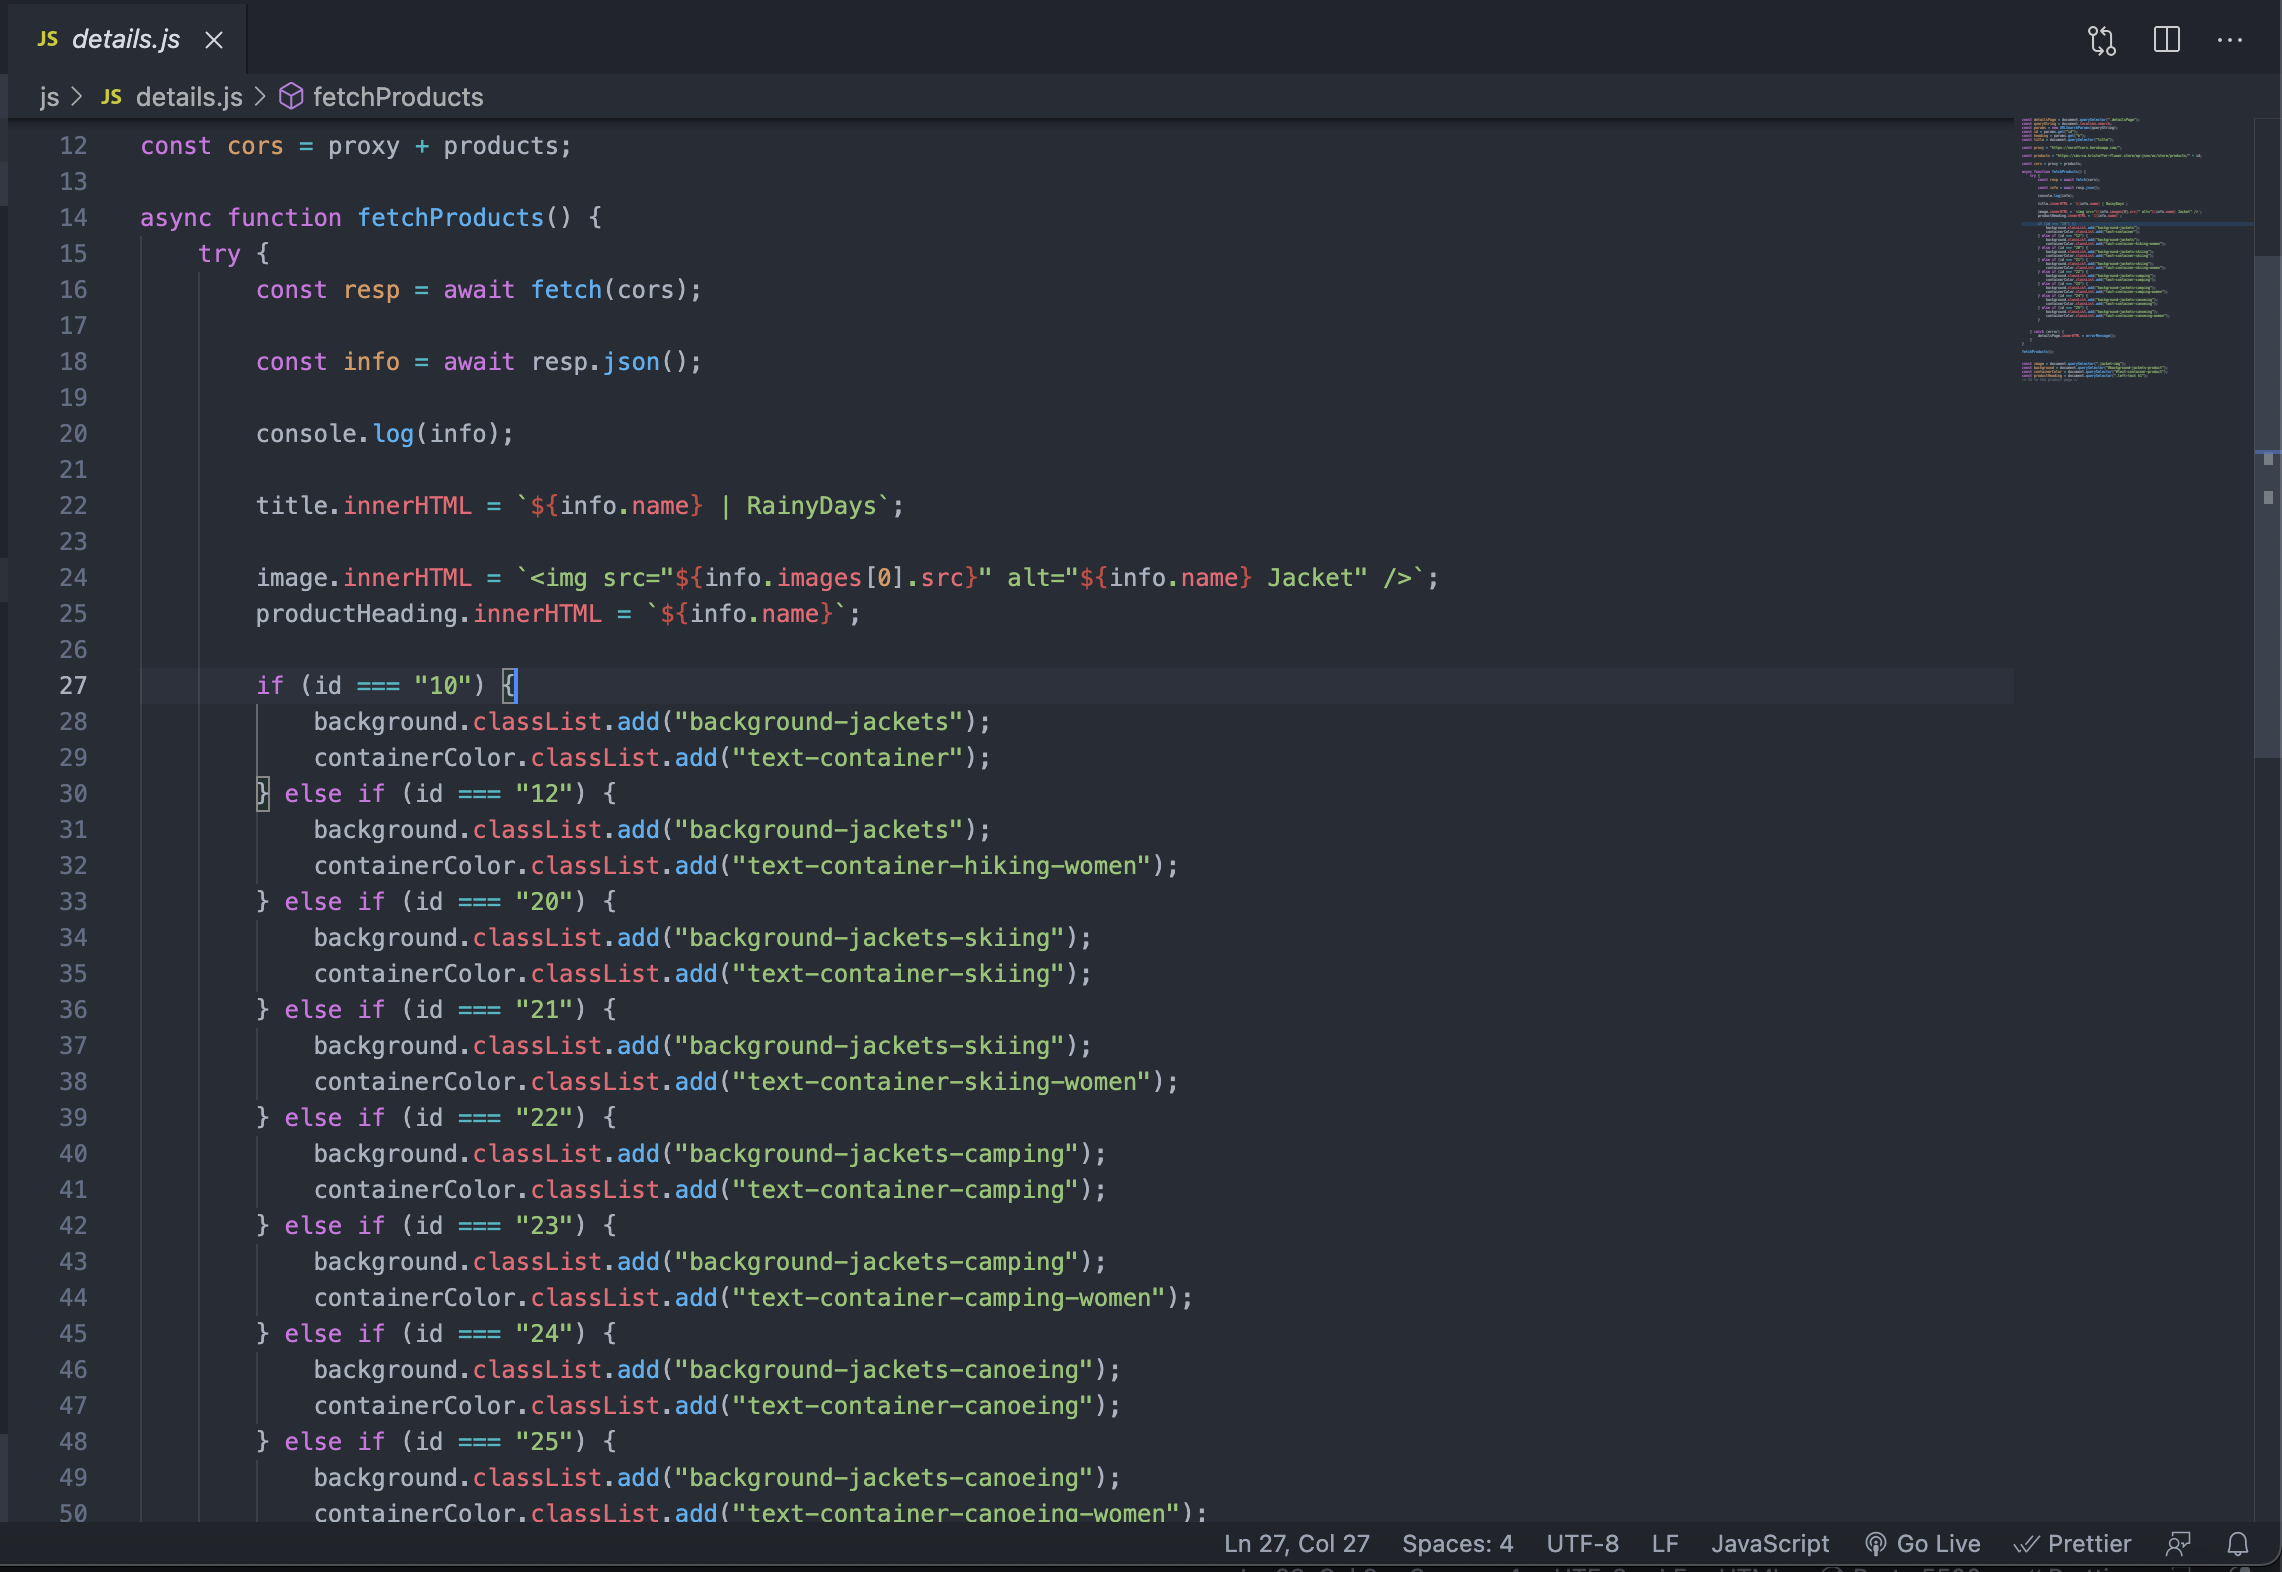 JS details.js
js > JS details.js > fetchProducts
12 const cors = proxy + products;
13
14 async function fetchProducts() {
15 try {
16 const resp = await fetch(cors);
17
18 const info = await resp.json();
19
20 console.log(info);
21
22 title.innerHTML = `${info.name} | RainyDays`;
23
24 image.innerHTML = `<img src="${info.images[0].src}" alt="${info.name} Jacket" />`;
25 productHeading.innerHTML = `${info.name}`;
26
27 if (id === "10") {
28 background.classList.add("background-jackets");
29 containerColor.classList.add("text-container");
30 } else if (id === "12") {
31 background.classList.add("background-jackets");
32 containerColor.classList.add("text-container-hiking-women");
33 } else if (id === "20") {
34 background.classList.add("background-jackets-skiing");
35 containerColor.classList.add("text-container-skiing");
36 } else if (id === "21") {
37 background.classList.add("background-jackets-skiing");
38 containerColor.classList.add("text-container-skiing-women");
39 } else if (id === "22") {
40 background.classList.add("background-jackets-camping");
41 containerColor.classList.add("text-container-camping");
42 } else if (id === "23") {
43 background.classList.add("background-jackets-camping");
44 containerColor.classList.add("text-container-camping-women");
45 } else if (id === "24") {
46 background.classList.add("background-jackets-canoeing");
47 containerColor.classList.add("text-container-canoeing");
48 } else if (id === "25") {
49 background.classList.add("background-jackets-canoeing");
50 containerColor.classList.add("text-container-canoeing-women");
Ln 27, Col 27 Spaces: 4 UTF-8 LF JavaScript Go Live Prettier